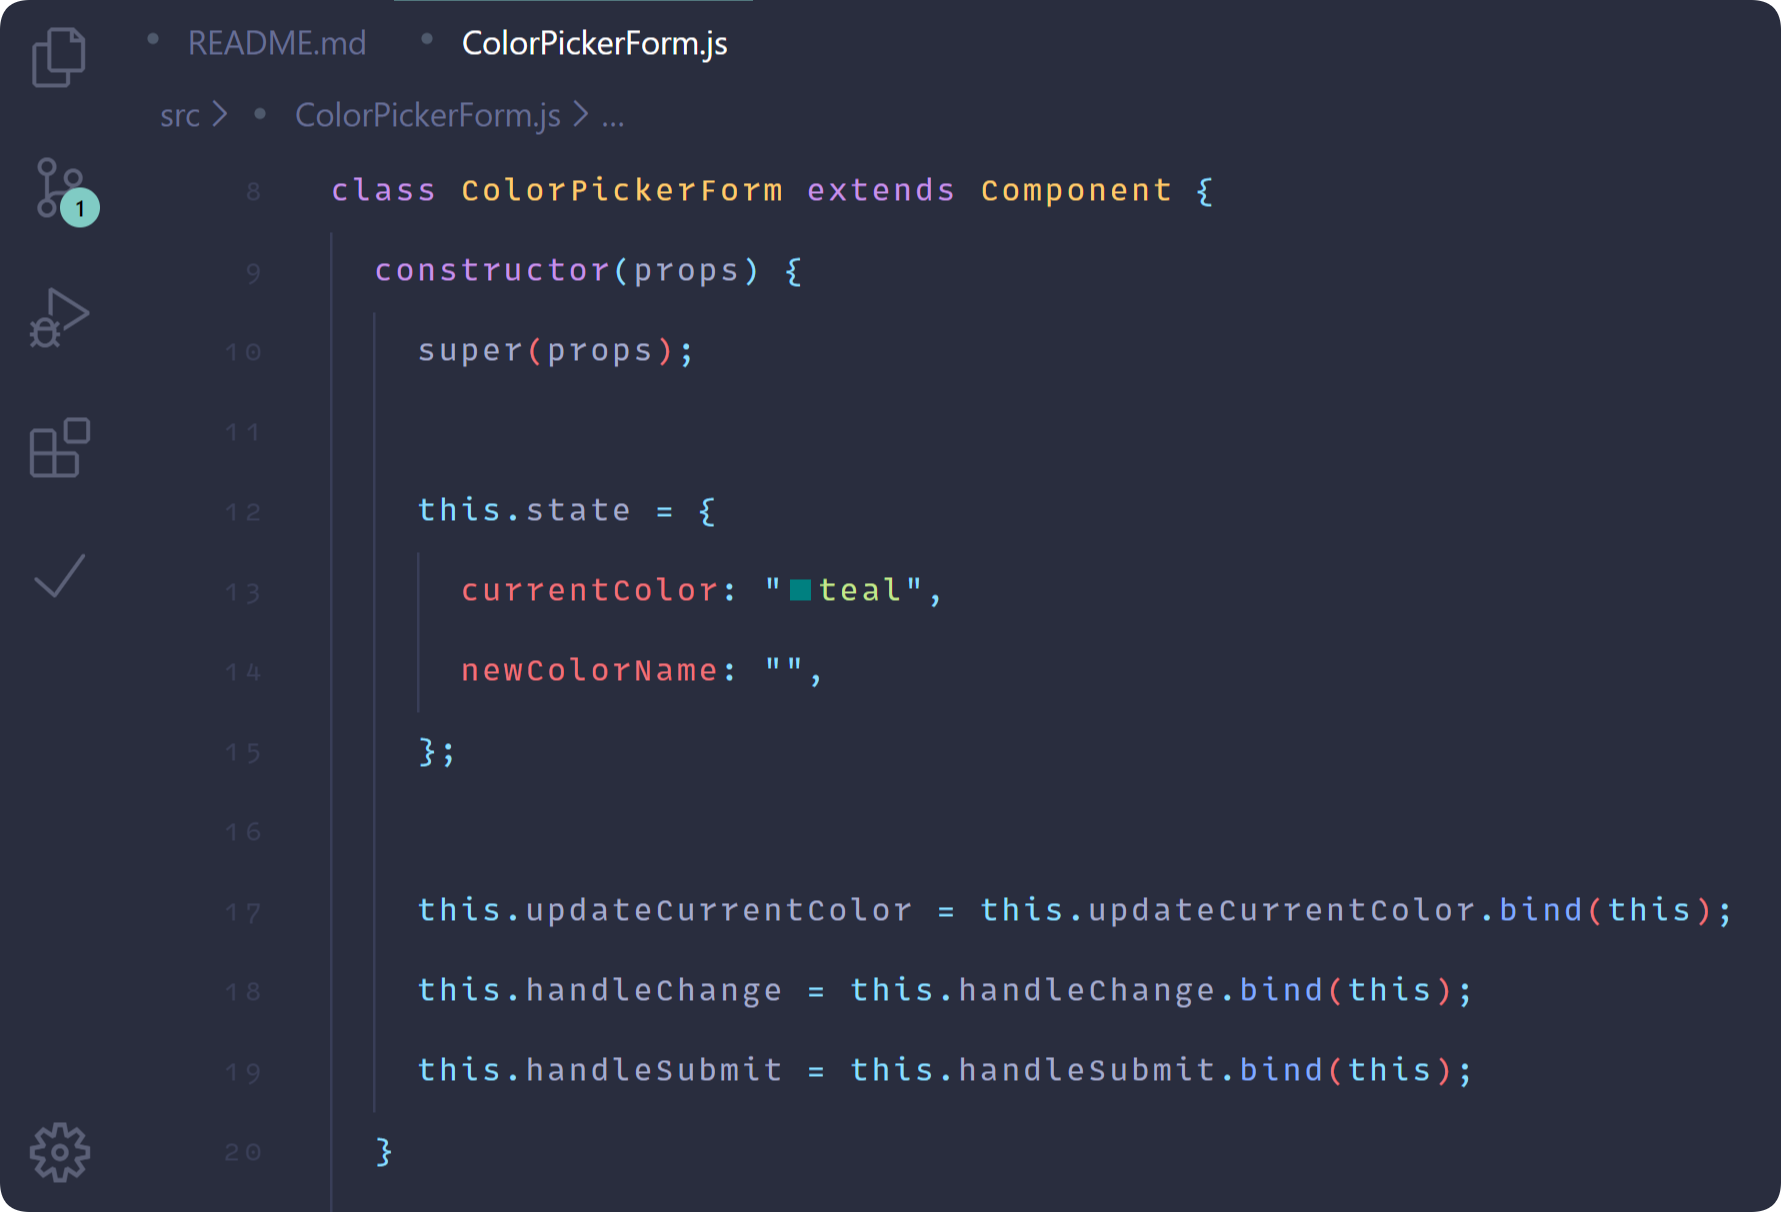 README.md ColorPickerForm.js
src > ColorPickerForm.js > ...
1
8 class ColorPickerForm extends Component {
9 constructor(props) {
10 super(props);
11
12 this.state = {
13 currentColor: "teal",
14 newColorName: "",
15 };
16
17 this.updateCurrentColor = this.updateCurrentColor.bind(this);
18 this.handleChange = this.handleChange.bind(this);
19 this.handleSubmit = this.handleSubmit.bind(this);
20 }